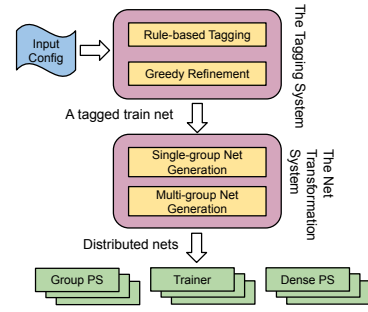 Input
Config
Rule-based Tagging
Greedy Refinement
The Tagging System
A tagged train net
Single-group Net
Generation
Multi-group Net
Generation
The Net
Transformation
System
Distributed nets
Group PS
Trainer
Dense PS